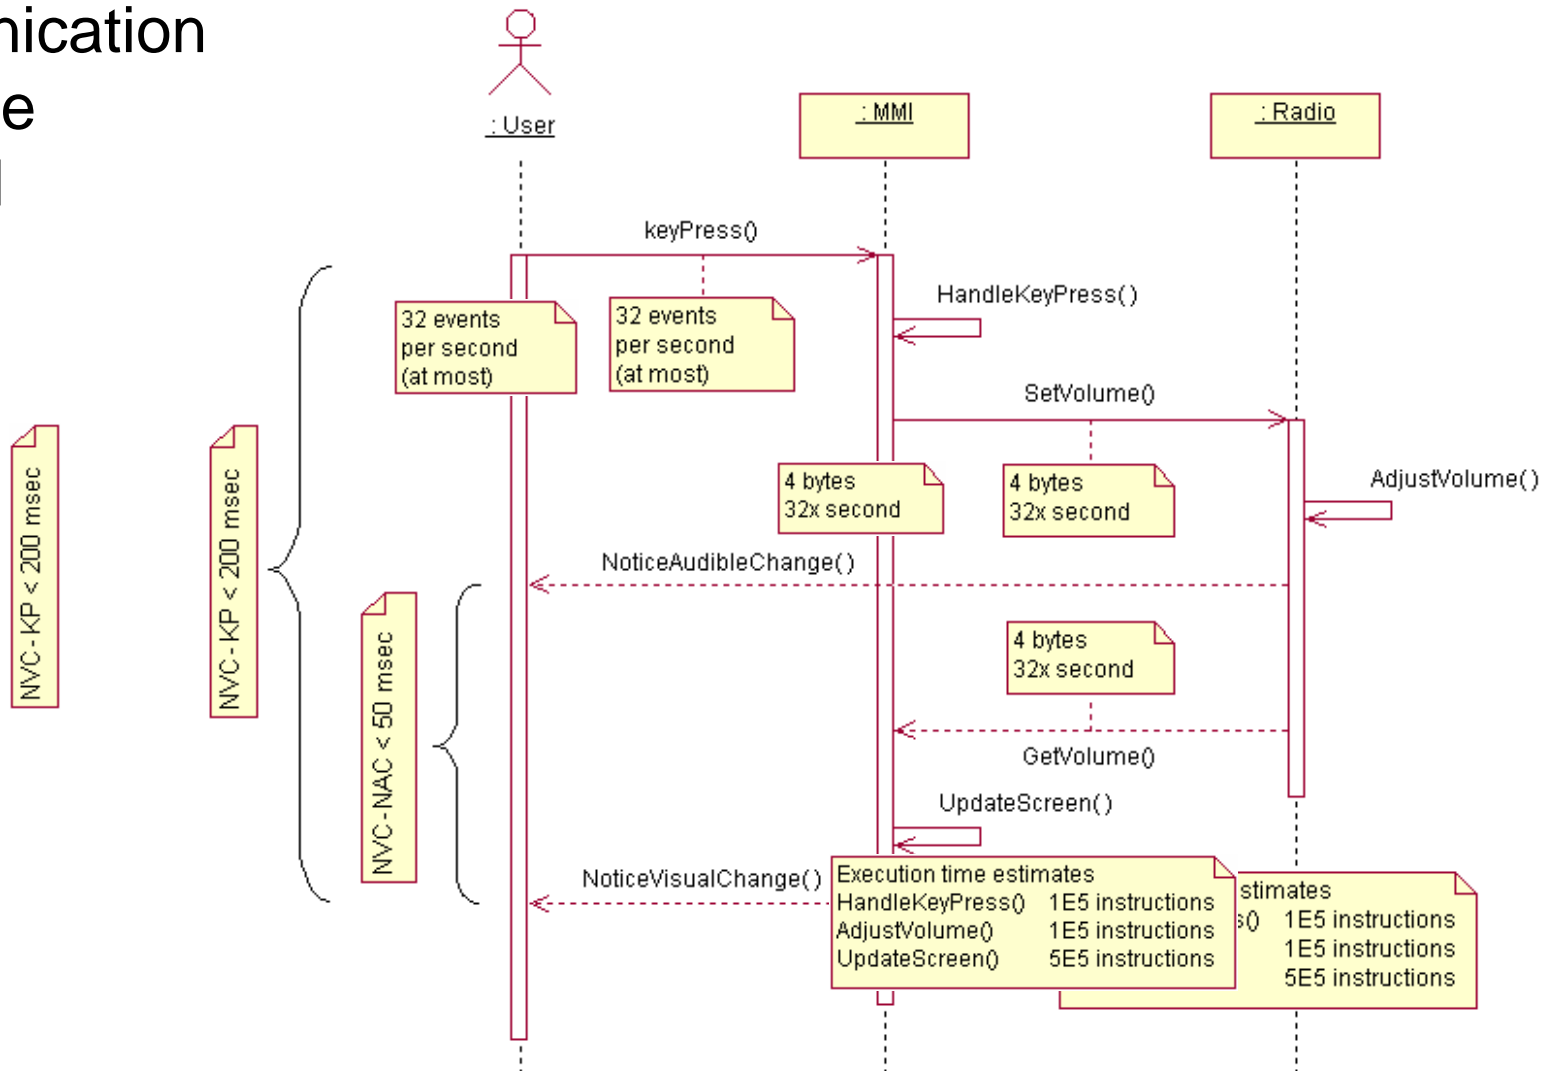 nication
e
: User
: MMI
: Radio
keyPress()
HandleKeyPress()
32 events
per second
(at most)
32 events
per second
(at most)
SetVolume()
AdjustVolume()
4 bytes
32x second
4 bytes
32x second
NVC-KP < 200 msec
NVC-KP < 200 msec
NoticeAudibleChange()
NVC-NAC < 50 msec
4 bytes
32x second
GetVolume()
UpdateScreen()
NoticeVisualChange()
Execution time estimates
HandleKeyPress() 1E5 instructions
AdjustVolume() 1E5 instructions
UpdateScreen() 5E5 instructions
stimates
s() 1E5 instructions
1E5 instructions
5E5 instructions